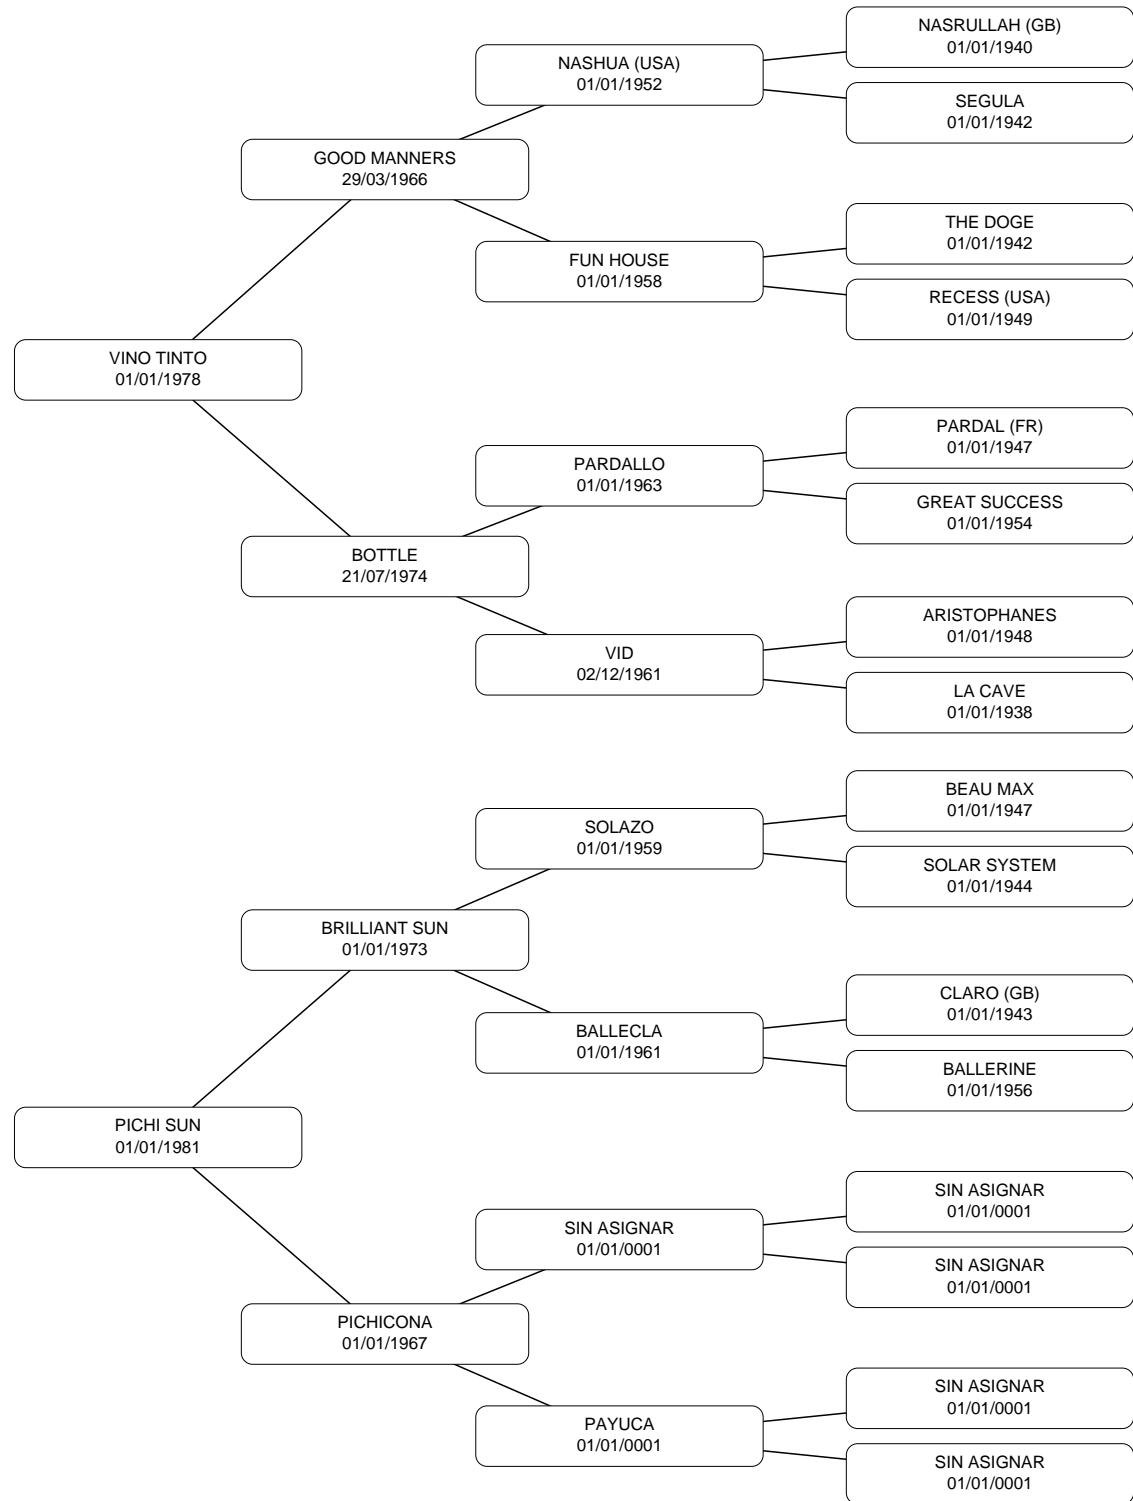 NASRULLAH (GB)
01/01/1940
NASHUA (USA)
01/01/1952
SEGULA
01/01/1942
GOOD MANNERS
29/03/1966
THE DOGE
01/01/1942
FUN HOUSE
01/01/1958
RECESS (USA)
01/01/1949
VINO TINTO
01/01/1978
PARDAL (FR)
01/01/1947
PARDALLO
01/01/1963
GREAT SUCCESS
01/01/1954
BOTTLE
21/07/1974
ARISTOPHANES
01/01/1948
VID
02/12/1961
LA CAVE
01/01/1938
BEAU MAX
01/01/1947
SOLAZO
01/01/1959
SOLAR SYSTEM
01/01/1944
BRILLIANT SUN
01/01/1973
CLARO (GB)
01/01/1943
BALLECLA
01/01/1961
BALLERINE
01/01/1956
PICHI SUN
01/01/1981
SIN ASIGNAR
01/01/0001
SIN ASIGNAR
01/01/0001
SIN ASIGNAR
01/01/0001
PICHICONA
01/01/1967
SIN ASIGNAR
01/01/0001
PAYUCA
01/01/0001
SIN ASIGNAR
01/01/0001